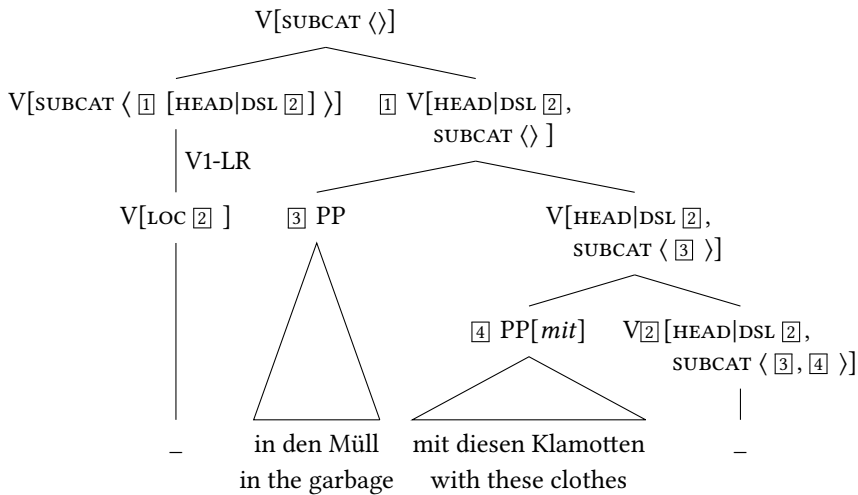 V[SUBCAT ⟨⟩]
V[SUBCAT ⟨ 1 [HEAD|DSL 2] ⟩] 1 V[HEAD|DSL 2,
SUBCAT ⟨⟩ ]
V1-LR
V[LOC 2 ] 3 PP V[HEAD|DSL 2,
SUBCAT ⟨ 3 ⟩]
4 PP[mit] V2[HEAD|DSL 2,
SUBCAT ⟨ 3, 4 ⟩]
_ in den Müll mit diesen Klamotten _
in the garbage with these clothes